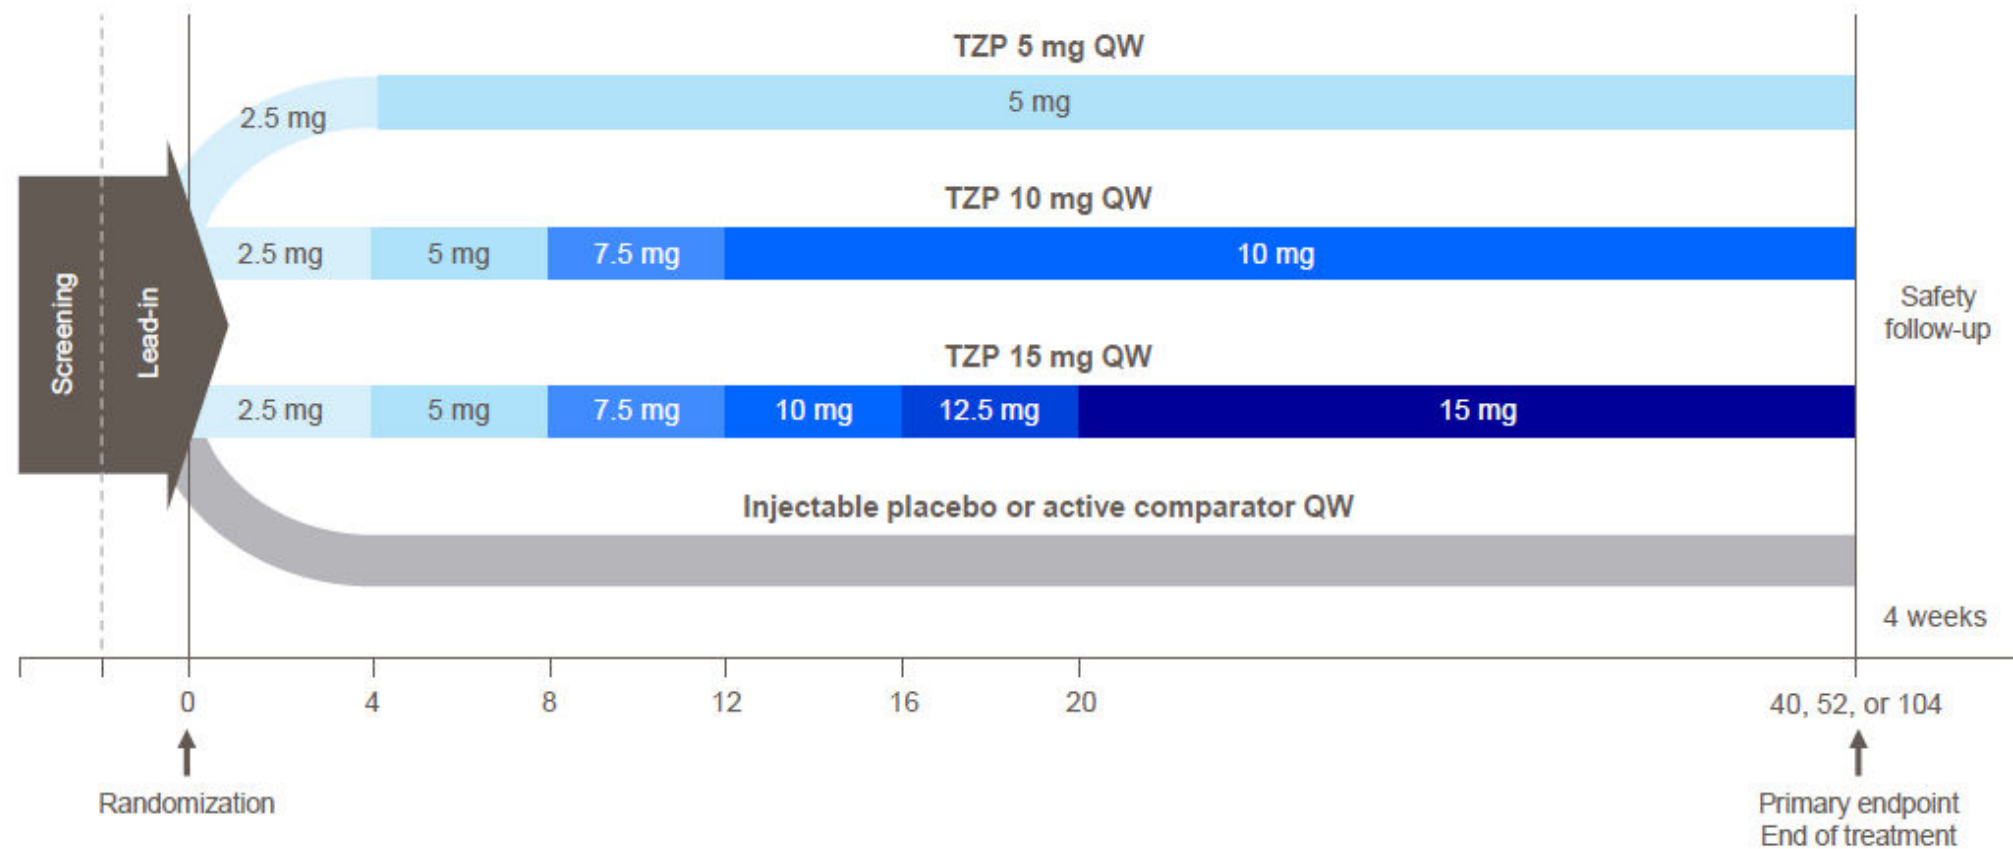 TZP 5 mg QW
2.5 mg
5 mg
TZP 10 mg QW
2.5 mg
5 mg
7.5 mg
10 mg
Screening
Lead-in
Safety
follow-up
TZP 15 mg QW
2.5 mg
5 mg
7.5 mg
10 mg
12.5 mg
15 mg
Injectable placebo or active comparator QW
4 weeks
0
4
8
12
16
20
40, 52, or 104
Randomization
Primary endpoint
End of treatment